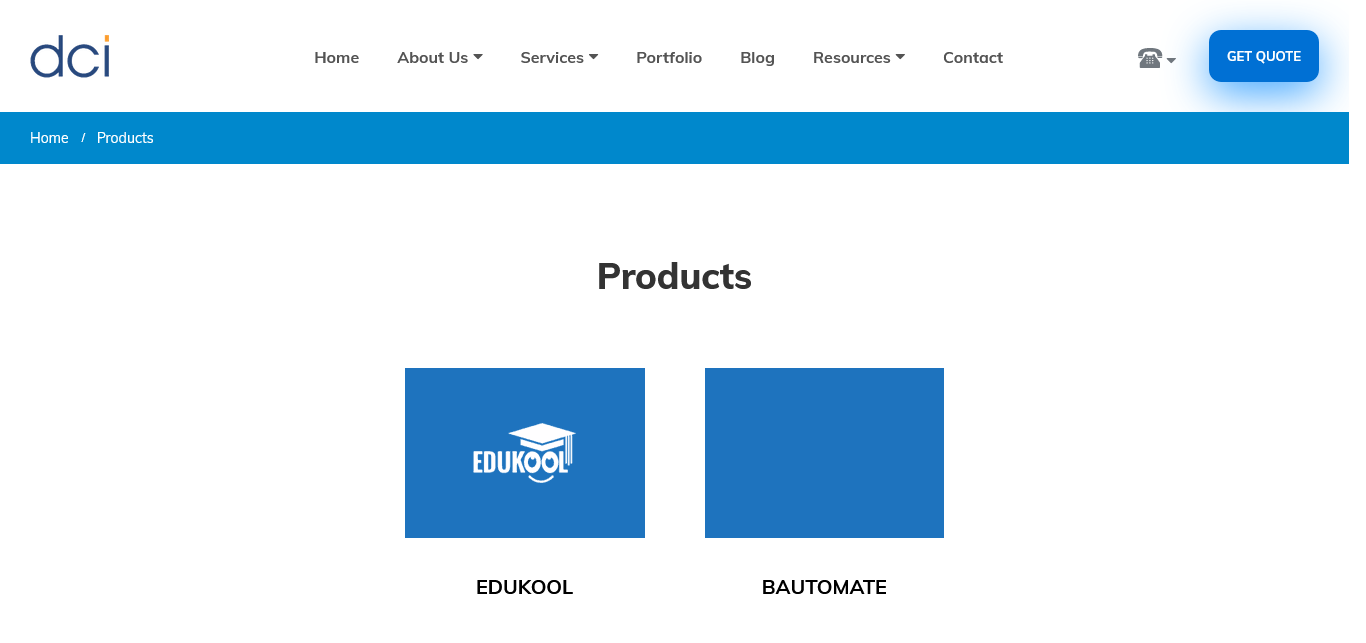 dci
Home About Us Services Portfolio Blog Resources Contact GET QUOTE
Home / Products
Products
EDUKOOL
EDUKOOL BAUTOMATE